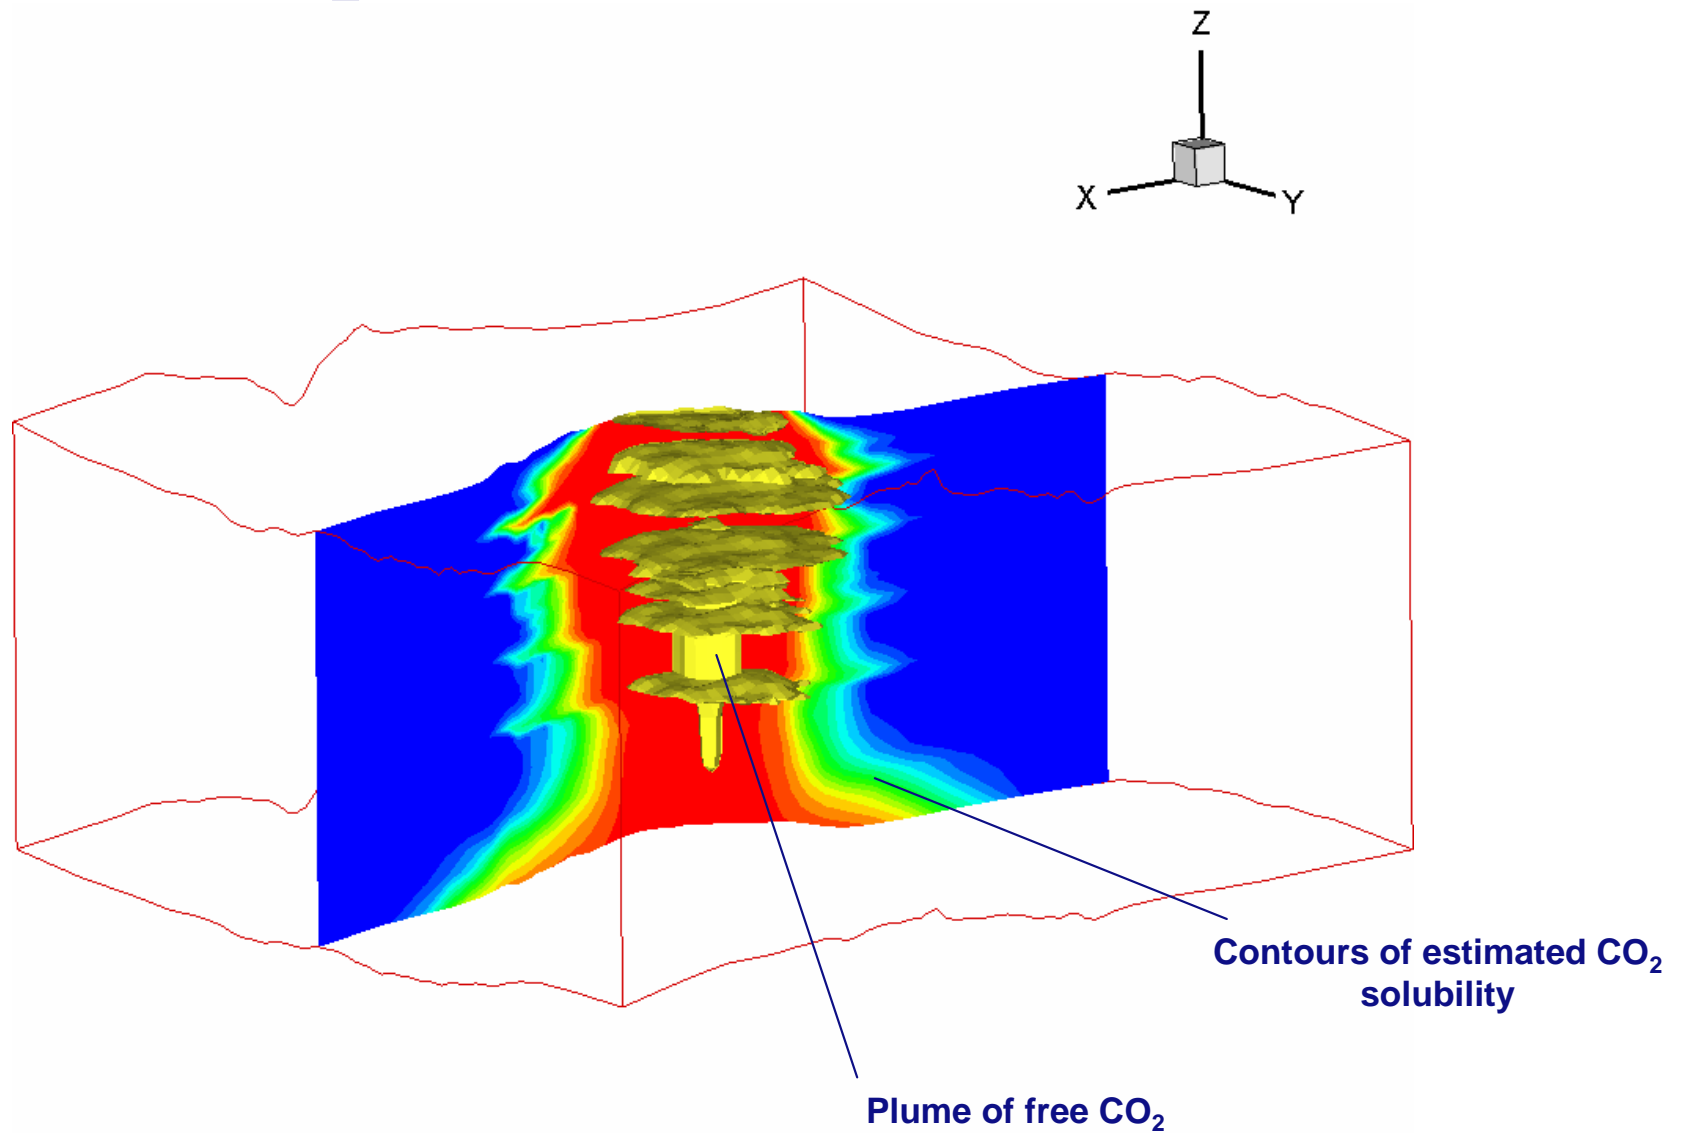 Z
X
Y
Contours of estimated CO₂
solubility
Plume of free CO₂